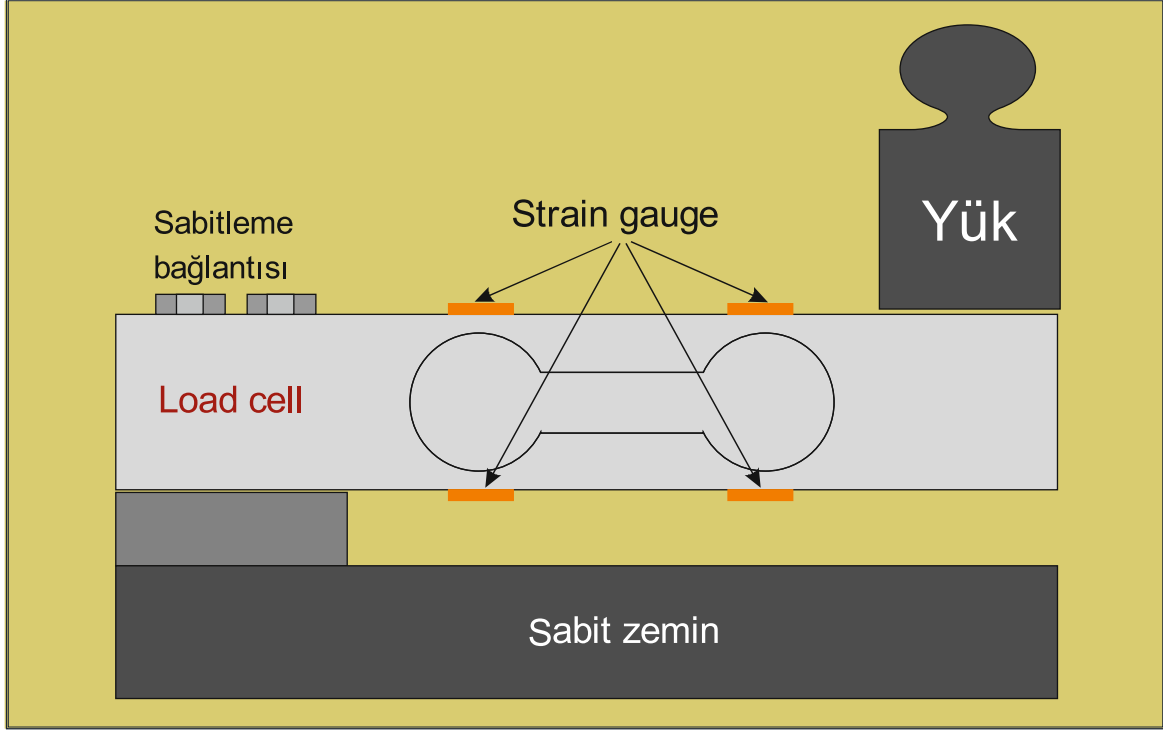 Yük
Strain gauge
Sabitleme
bağlantısı
Load cell
Sabit zemin